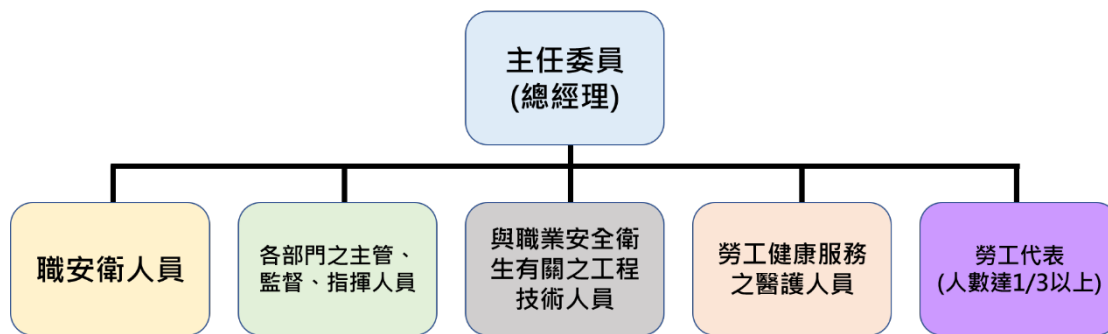 主任委員
(總經理)
職安衛人員
各部門之主管、
監督、指揮人員
與職業安全衛
生有關之工程
技術人員
勞工健康服務
之醫護人員
勞工代表
(人數達1/3以上)